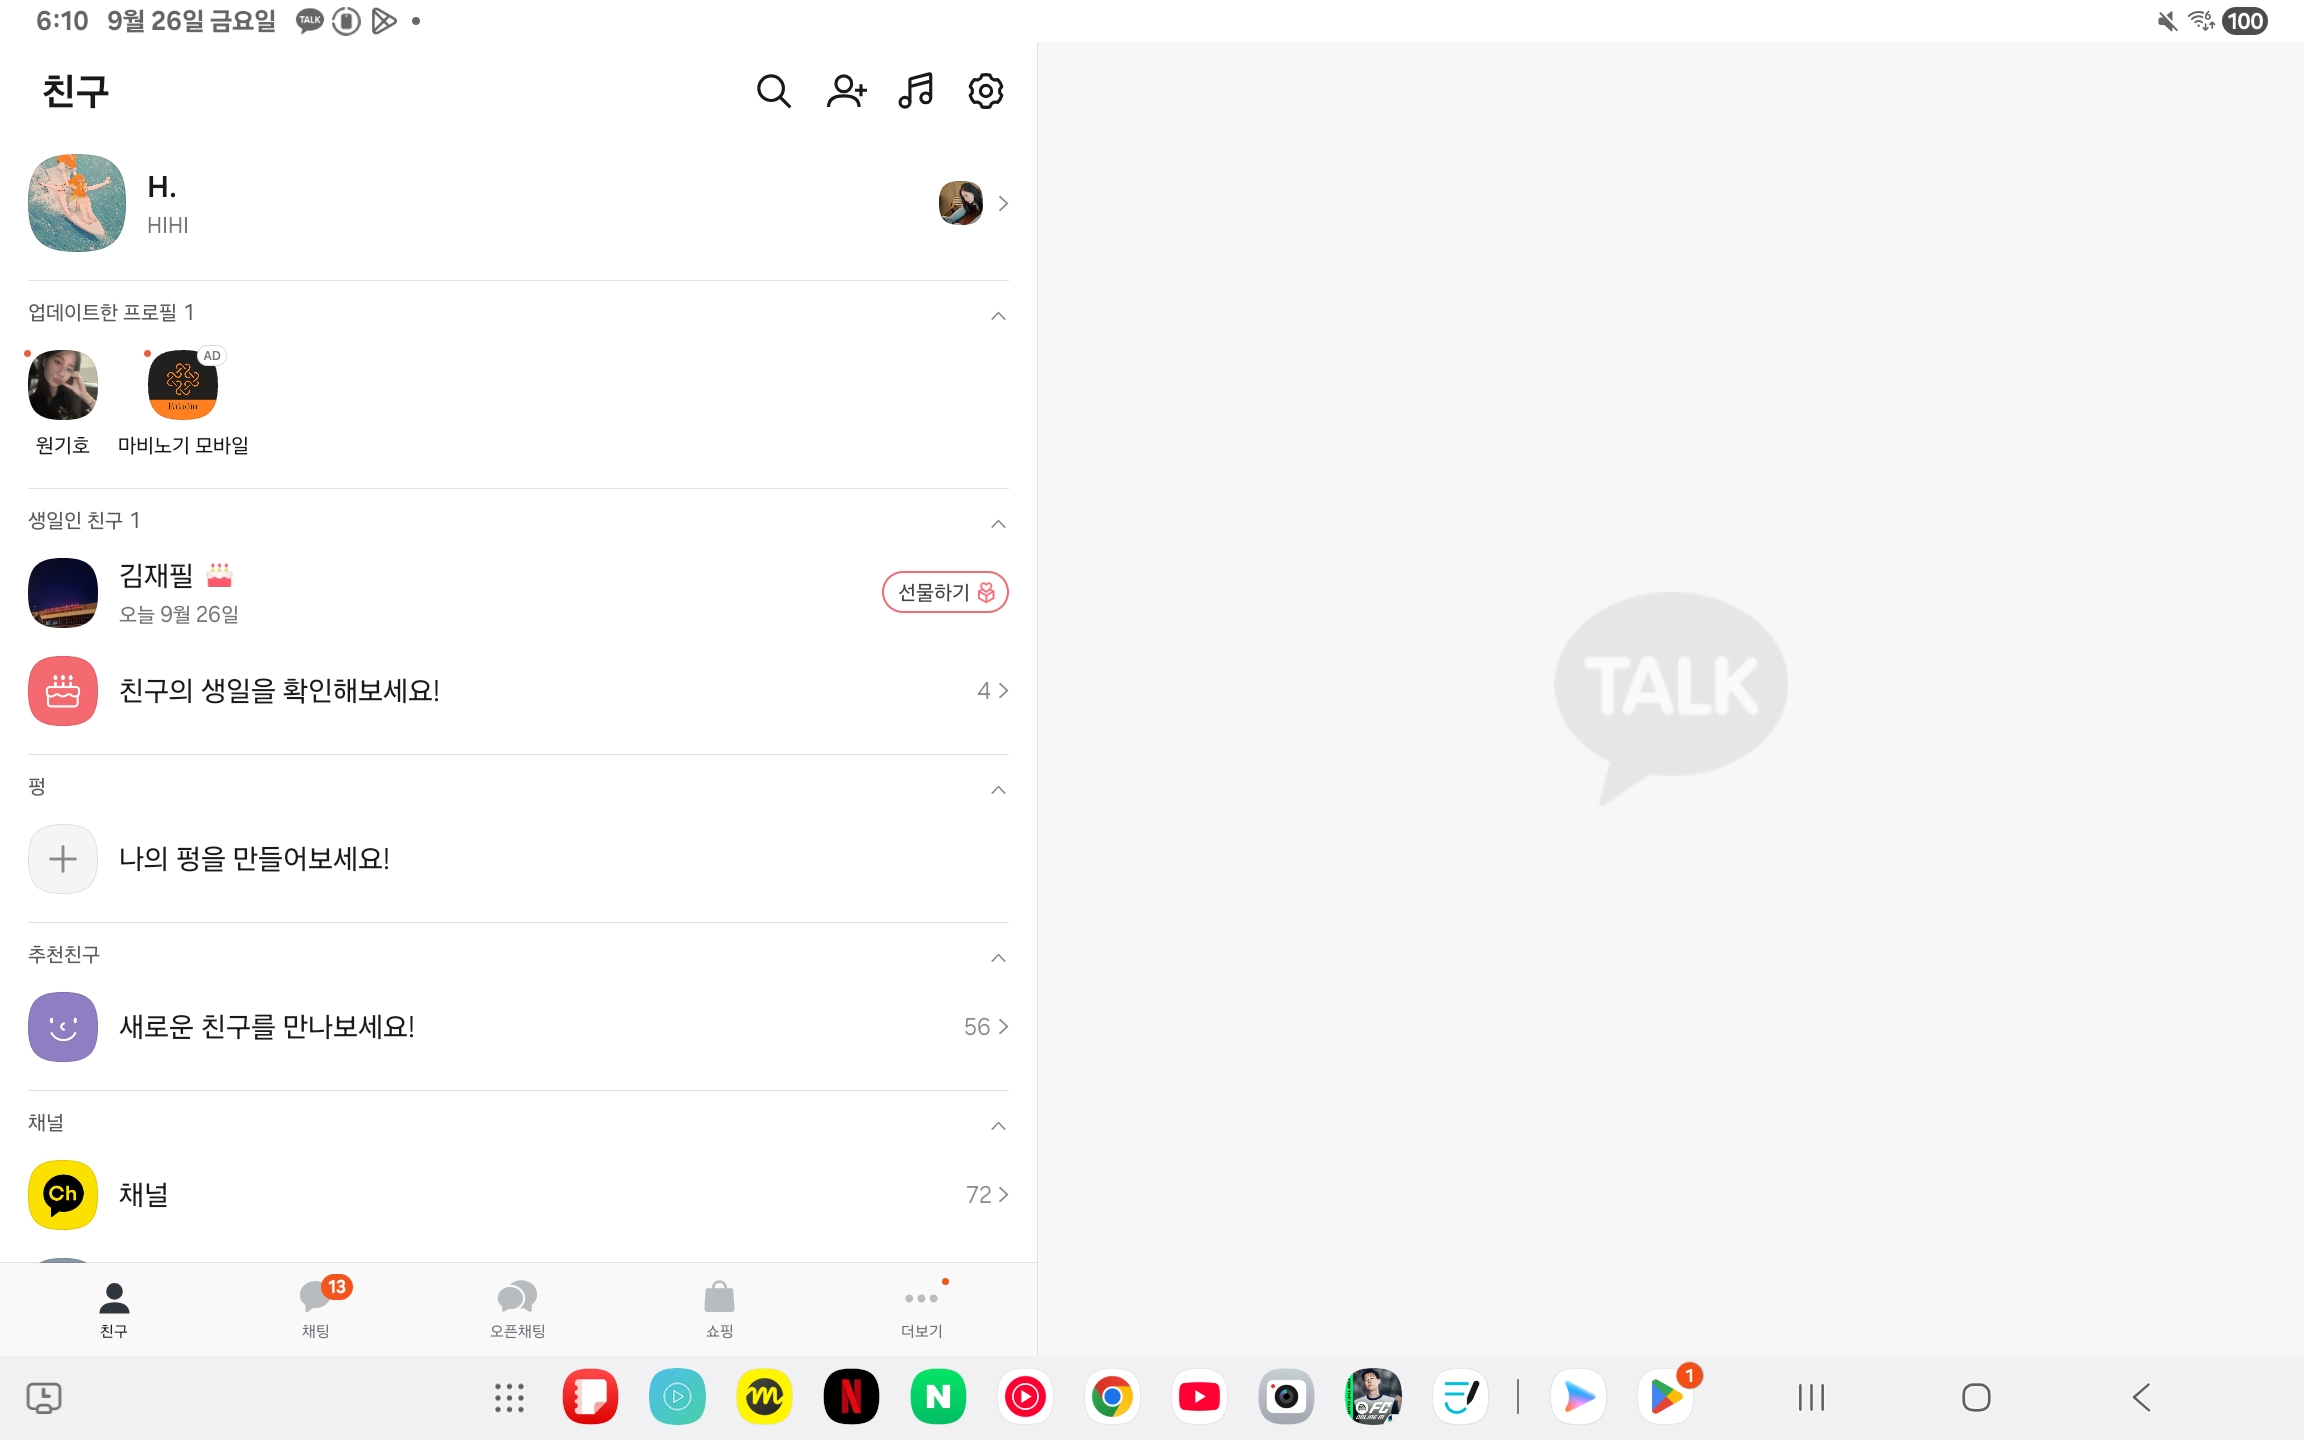 6:10 9월 26일 금요일 TALK
6
100
친구
H.
HIHI
업데이트한 프로필 1
AD
Paladin
원기호
마비노기 모바일
생일인 친구 1
김재필
오늘 9월 26일
선물하기
친구의 생일을 확인해보세요!
4
펑
나의 펑을 만들어보세요!
추천친구
새로운 친구를 만나보세요!
56
채널
Ch
채널
72
TALK
13
친구
채팅
오픈채팅
쇼핑
더보기
m
N
N
FC
ONLINE M
1